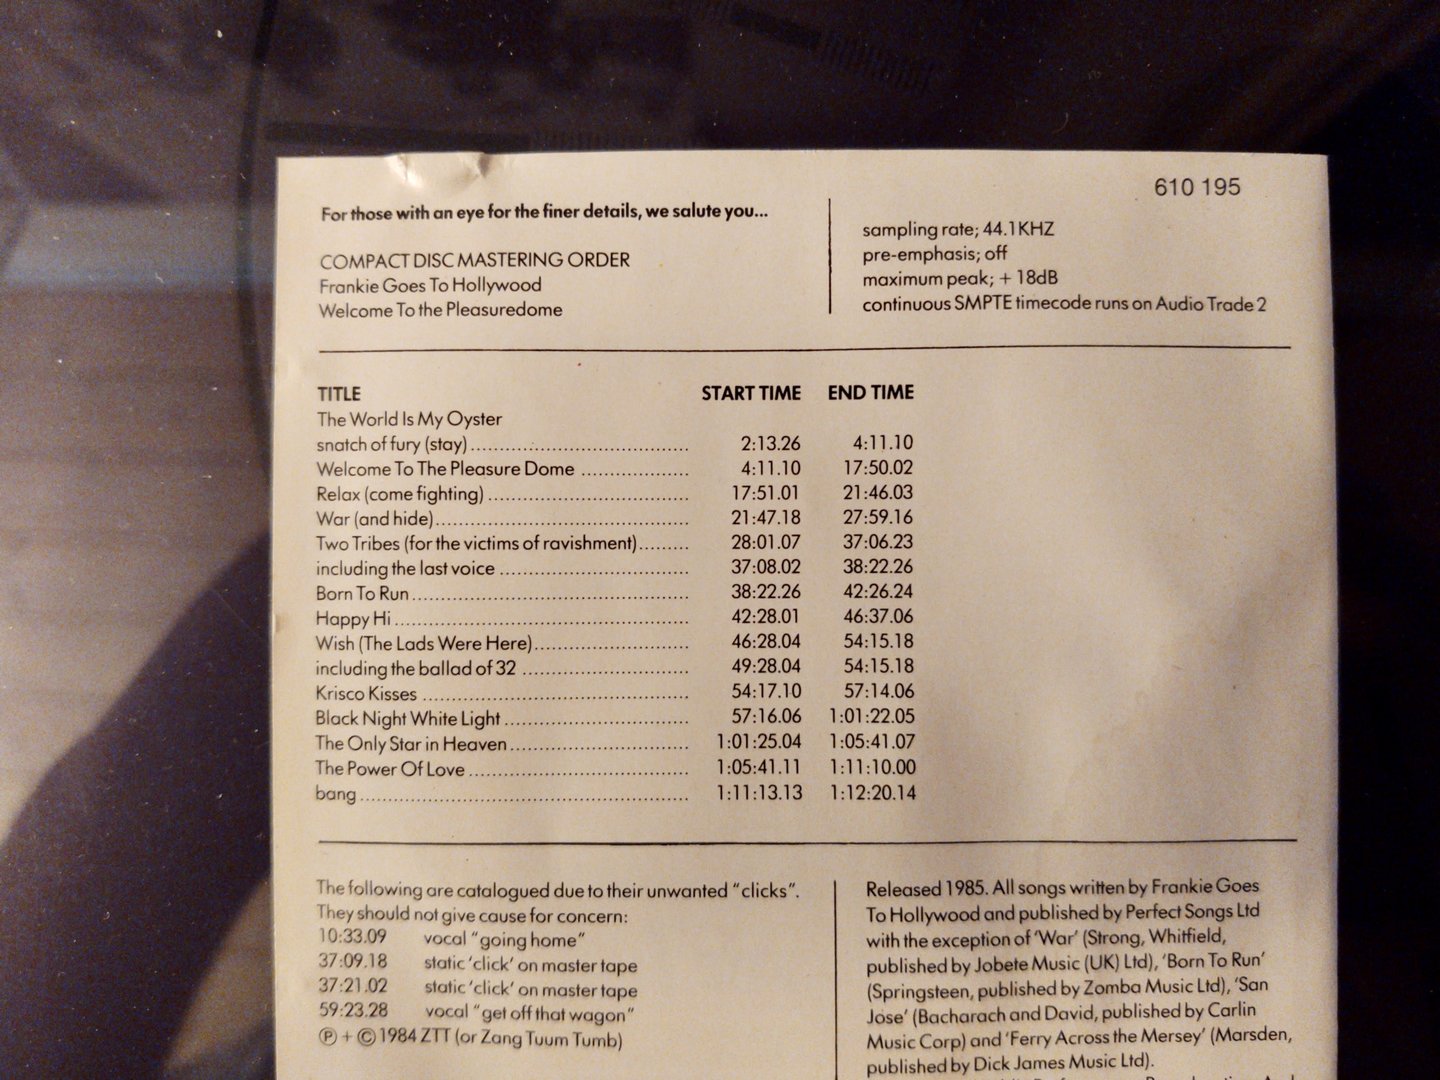 610 195
For those with an eye for the finer details, we salute you...
COMPACT DISC MASTERING ORDER
Frankie Goes To Hollywood
Welcome To the Pleasuredome
sampling rate; 44.1KHZ
pre-emphasis; off
maximum peak; + 18dB
continuous SMPTE timecode runs on Audio Trade 2
TITLE START TIME END TIME
The World Is My Oyster
snatch of fury (stay) 2:13.26 4:11.10
Welcome To The Pleasure Dome 4:11.10 17:50.02
Relax (come fighting) 17:51.01 21:46.03
War (and hide) 21:47.18 27:59.16
Two Tribes (for the victims of ravishment) 28:01.07 37:06.23
including the last voice 37:08.02 38:22.26
Born To Run 38:22.26 42:26.24
Happy Hi 42:28.01 46:37.06
Wish (The Lads Were Here) 46:28.04 54:15.18
including the ballad of 32 49:28.04 54:15.18
Krisco Kisses 54:17.10 57:14.06
Black Night White Light 57:16.06 1:01:22.05
The Only Star in Heaven 1:01:25.04 1:05:41.07
The Power Of Love 1:05:41.11 1:11:10.00
bang 1:11:13.13 1:12:20.14
The following are catalogued due to their unwanted "clicks".
They should not give cause for concern:
10:33.09 vocal "going home"
37:09.18 static 'click' on master tape
37:21.02 static 'click' on master tape
59:23.28 vocal "get off that wagon"
℗ + © 1984 ZTT (or Zang Tuum Tumb)
Released 1985. All songs written by Frankie Goes
To Hollywood and published by Perfect Songs Ltd
with the exception of 'War' (Strong, Whitfield,
published by Jobete Music (UK) Ltd), 'Born To Run'
(Springsteen, published by Zomba Music Ltd), 'San
Jose' (Bacharach and David, published by Carlin
Music Corp) and 'Ferry Across the Mersey' (Marsden,
published by Dick James Music Ltd).